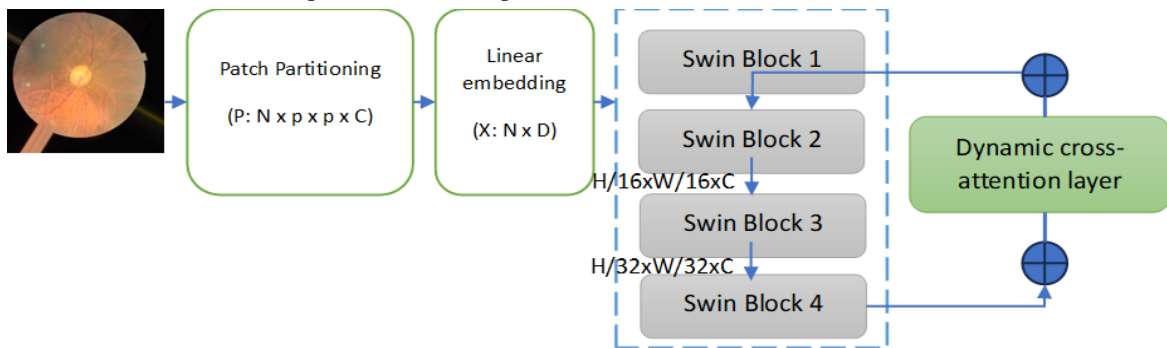 Patch Partitioning
(P: N x p x p x C)
Linear
embedding
(X: N x D)
Swin Block 1
Swin Block 2
H/16xW/16xC
Swin Block 3
H/32xW/32xC
Swin Block 4
Dynamic cross-
attention layer